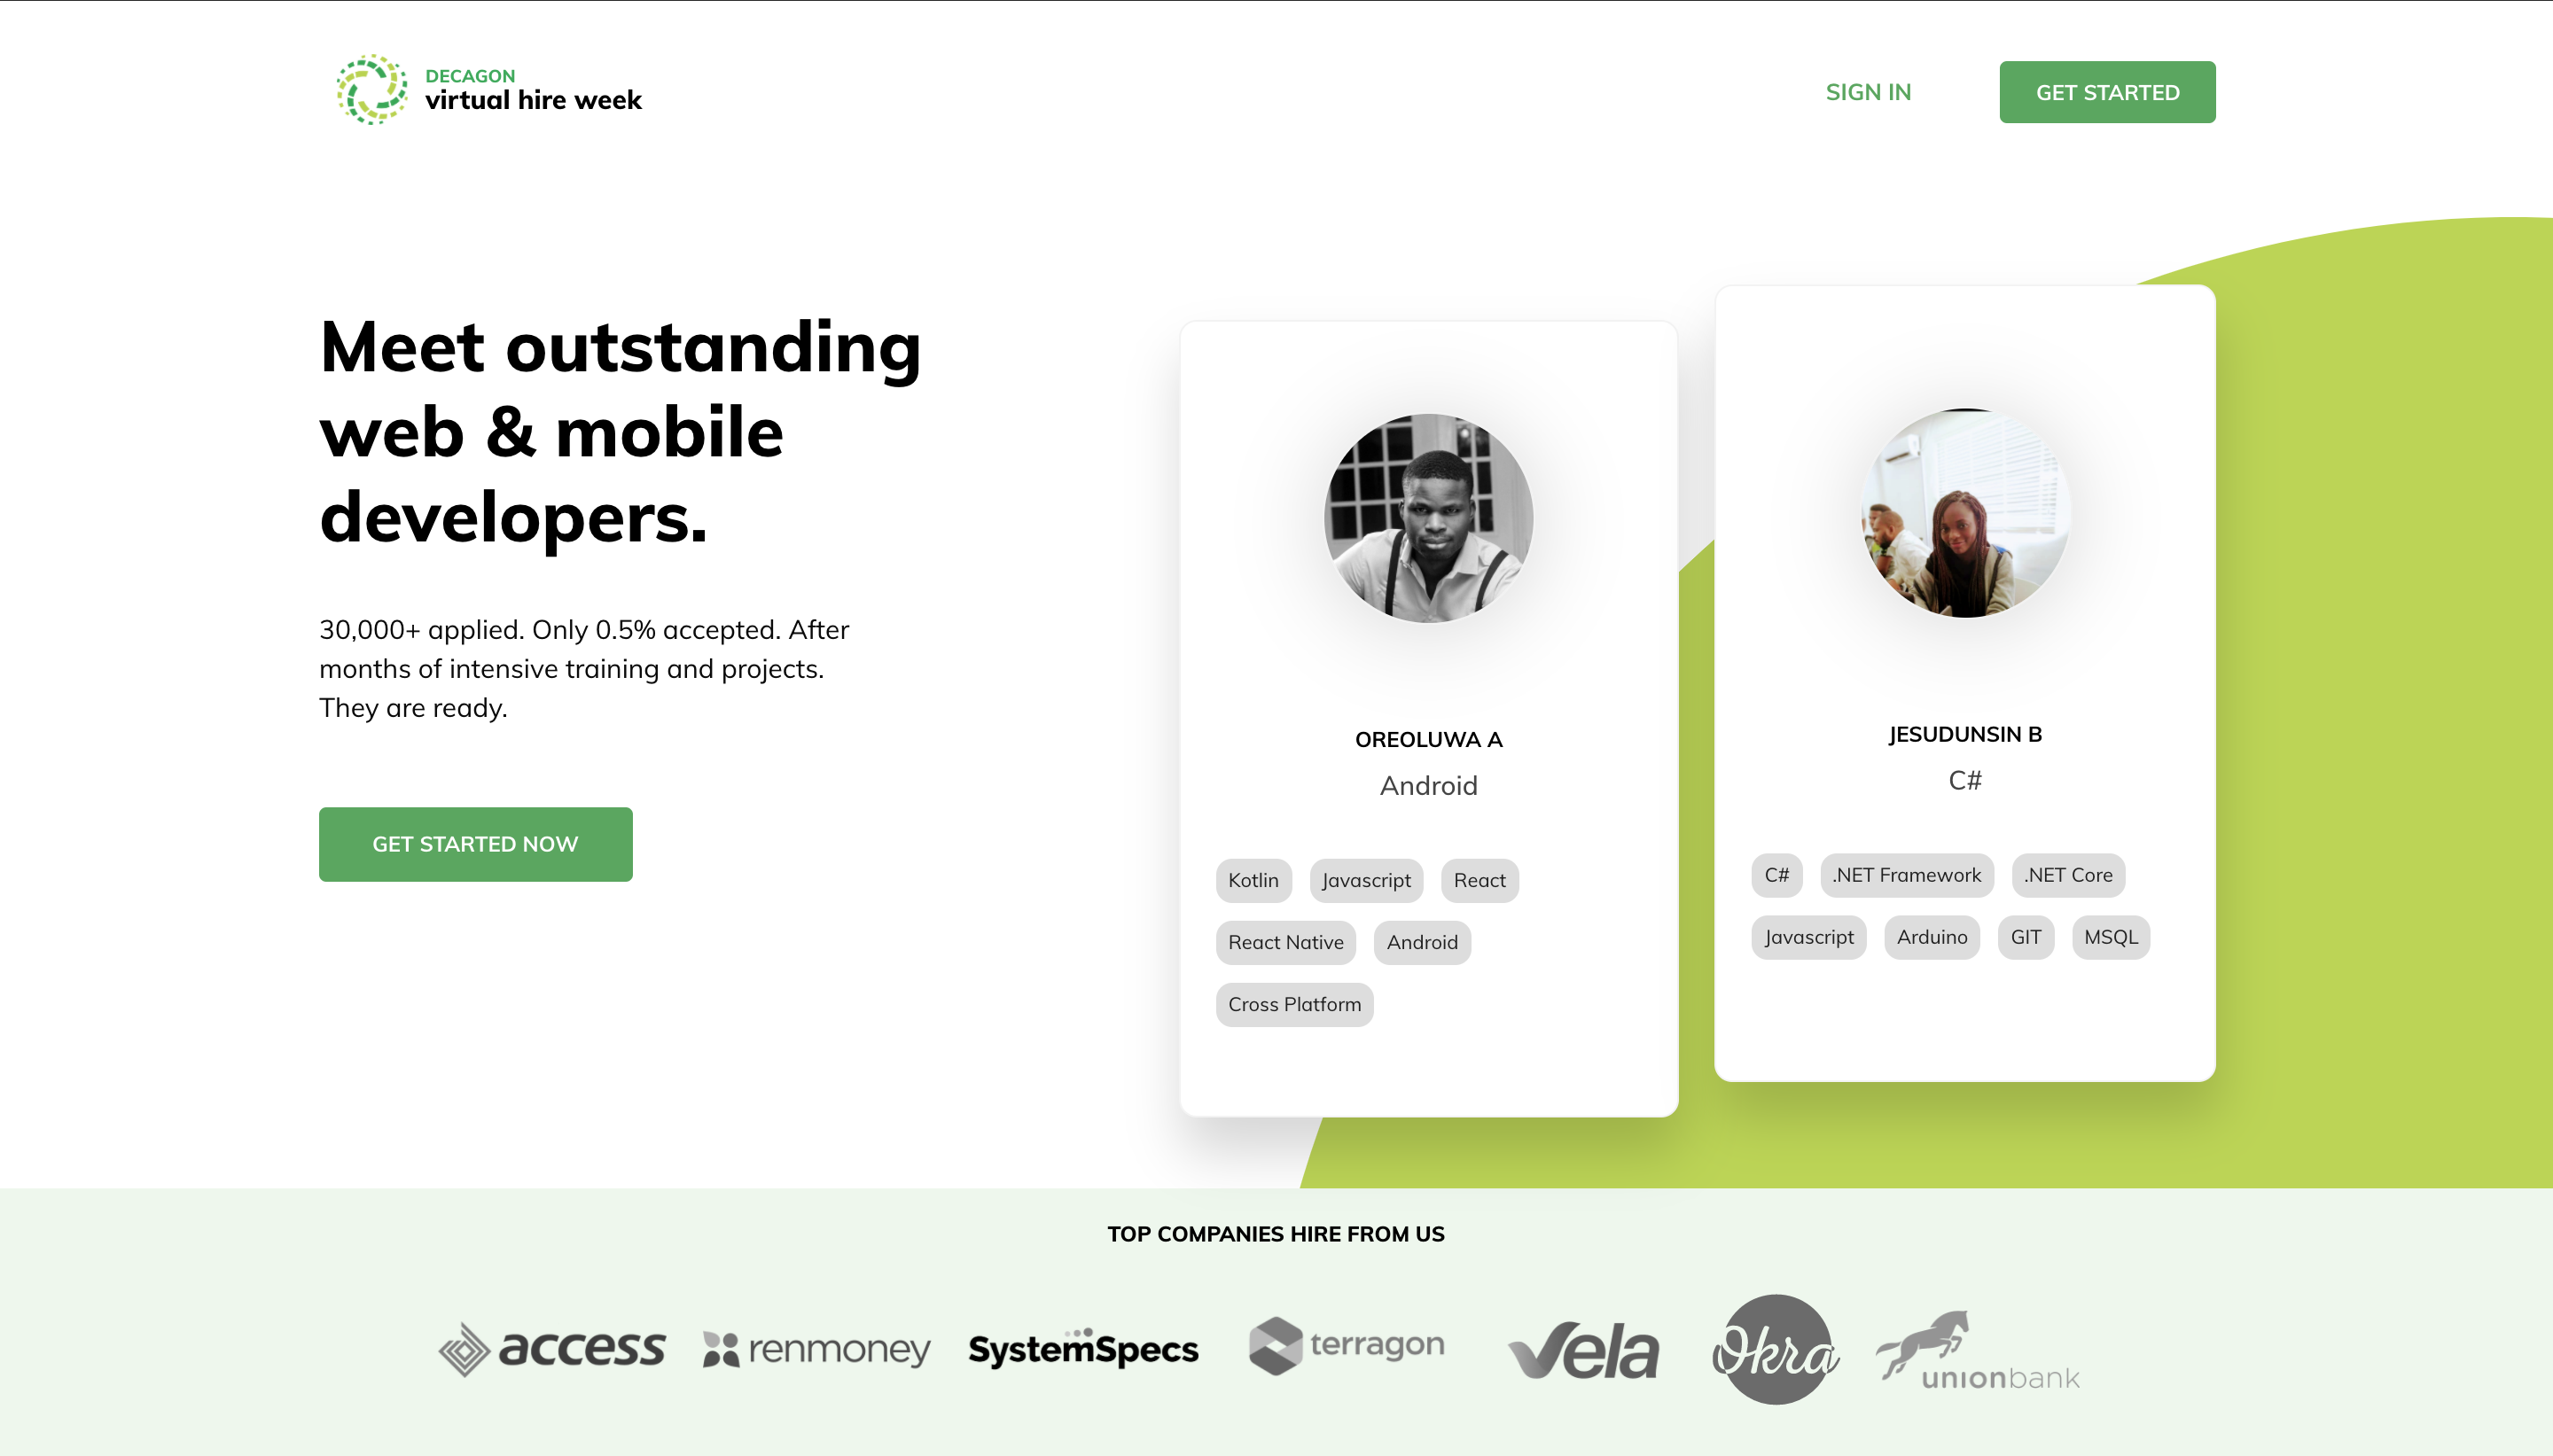 DECAGON
virtual hire week
SIGN IN
GET STARTED
Meet outstanding
web & mobile
developers.
30,000+ applied. Only 0.5% accepted. After
months of intensive training and projects.
They are ready.
GET STARTED NOW
OREOLUWA A
Android
Kotlin Javascript React
React Native Android
Cross Platform
JESUDUNSIN B
C#
C# .NET Framework .NET Core
Javascript Arduino GIT MSQL
TOP COMPANIES HIRE FROM US
access renmoney SystemSpecs terragon vela Okra unionbank